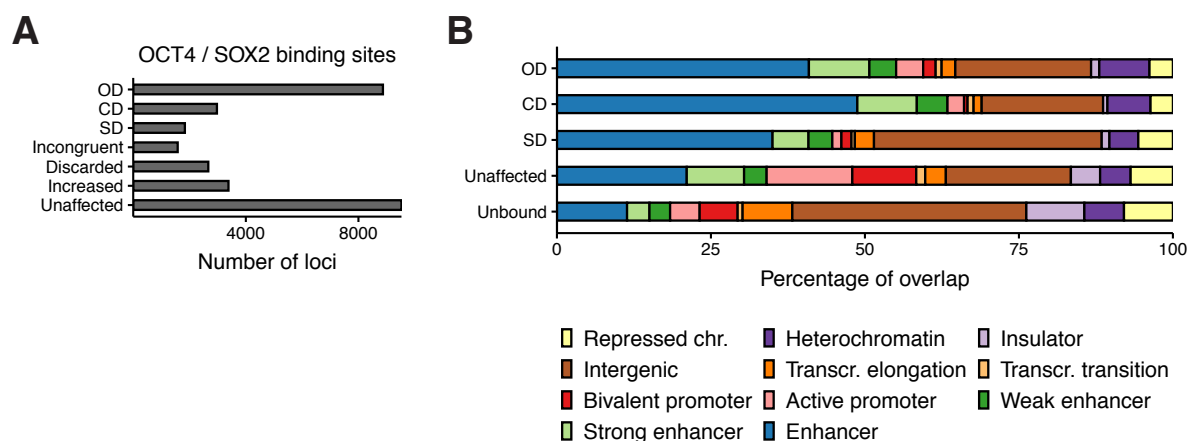 A
OCT4 / SOX2 binding sites
OD
CD
SD
Incongruent
Discarded
Increased
Unaffected
4000 8000
Number of loci
B
OD
CD
SD
Unaffected
Unbound
0 25 50 75 100
Percentage of overlap
Repressed chr. Heterochromatin Insulator
Intergenic Transcr. elongation Transcr. transition
Bivalent promoter Active promoter Weak enhancer
Strong enhancer Enhancer